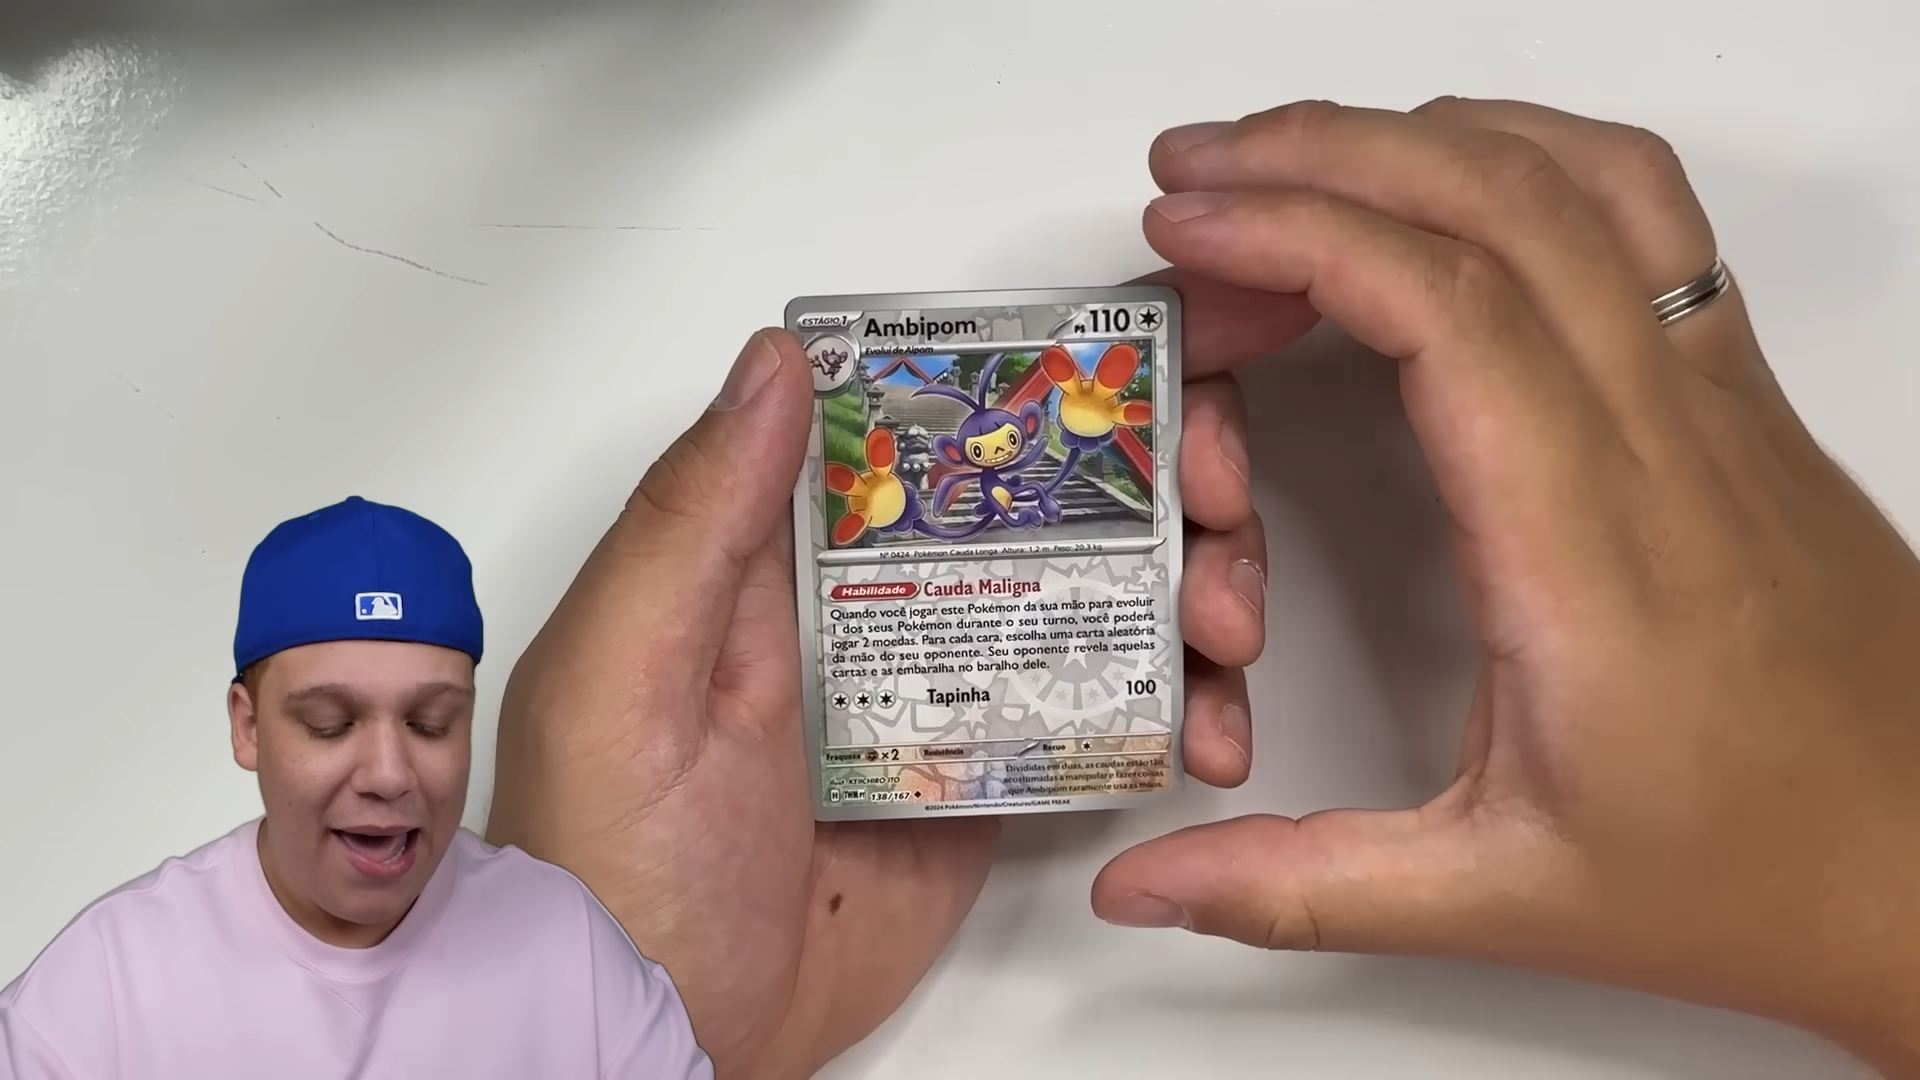 ESTÁGIO 1
Ambipom
PS 110
Evolui de Aipom
Nº 0424 Pokémon Cauda Longa Altura: 1,2 m Peso: 20,3 kg
Habilidade Cauda Maligna
Quando você jogar este Pokémon da sua mão para evoluir
1 dos seus Pokémon durante o seu turno, você poderá
jogar 2 moedas. Para cada cara, escolha uma carta aleatória
da mão do seu oponente. Seu oponente revela aquelas
cartas e as embaralha no baralho dele.
Tapinha 100
Fraqueza ×2 Resistência Recuo
Illus. KEIICHIRO ITO
H TWM PT 138/167
Divididas em duas, as caudas estão tão
acostumadas a manipular e fazer coisas
que Ambipom raramente usa as mãos.
©2024 Pokémon/Nintendo/Creatures/GAME FREAK